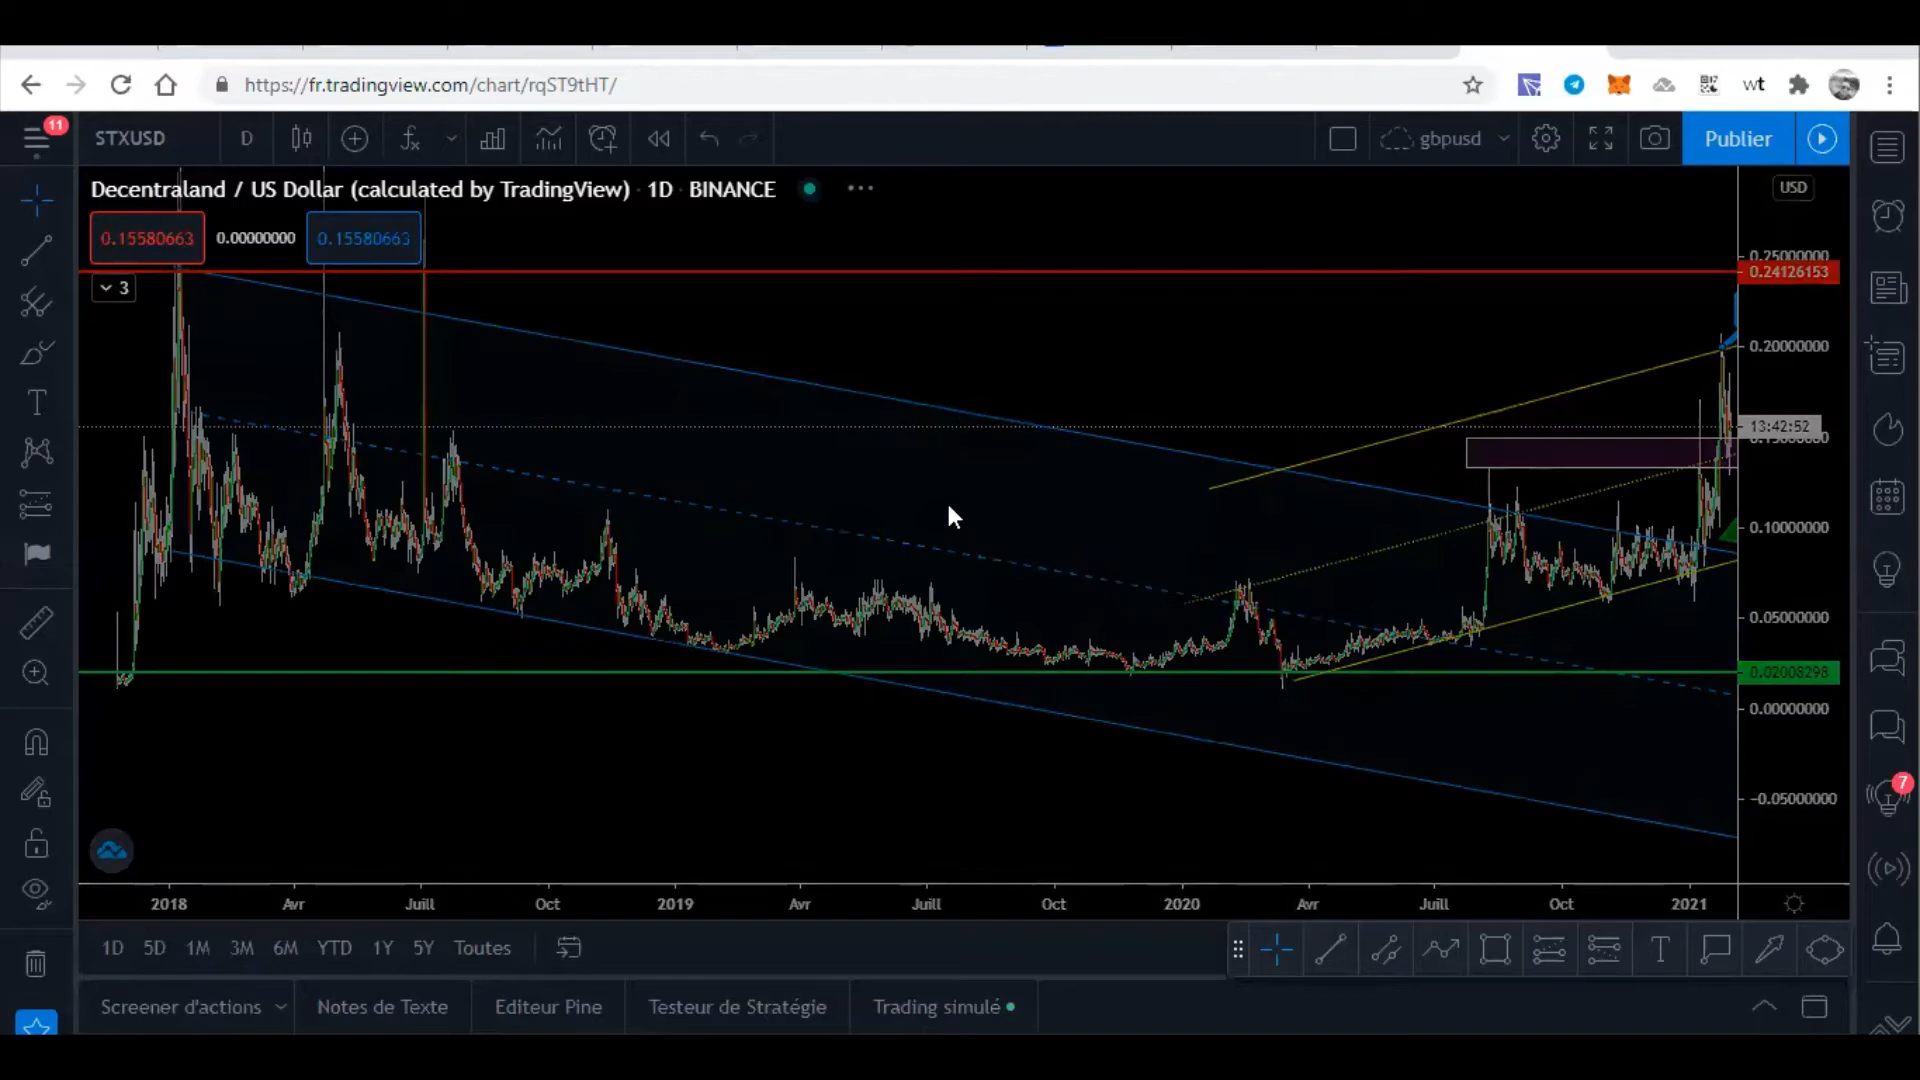 https://fr.tradingview.com/chart/rqST9tHT/
wt
11
STXUSD
D
gbpusd
Publier
Decentraland / US Dollar (calculated by TradingView) · 1D · BINANCE
USD
0.15580663
0.00000000
0.15580663
3
0.25000000
0.24126153
0.20000000
13:42:52
0.15000000
0.10000000
0.05000000
0.02008298
0.00000000
-0.05000000
7
2018
Avr
Juill
Oct
2019
Avr
Juill
Oct
2020
Avr
Juill
Oct
2021
1D
5D
1M
3M
6M
YTD
1Y
5Y
Toutes
Screener d'actions
Notes de Texte
Editeur Pine
Testeur de Stratégie
Trading simulé